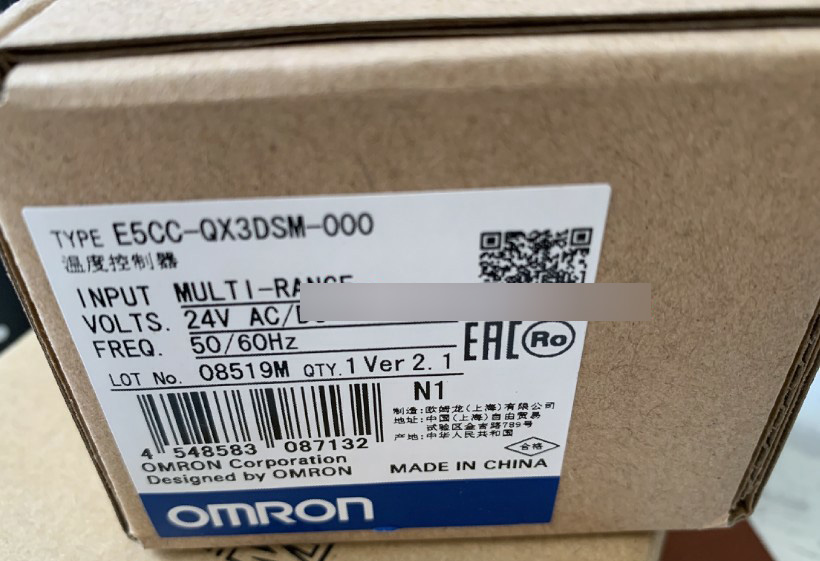 TYPE E5CC-QX3DSM-000
温度控制器
INPUT MULTI-RANGE
VOLTS. 24V AC/DC
FREQ. 50/60Hz
LOT No. 08519M QTY. 1 Ver 2.1
EAC Ro
N1
制造:欧姆龙(上海)有限公司
地址:中国(上海)自由贸易
试验区金吉路789号
产地:中华人民共和国
合格
4 548583 087132
OMRON Corporation
Designed by OMRON
MADE IN CHINA
OMRON